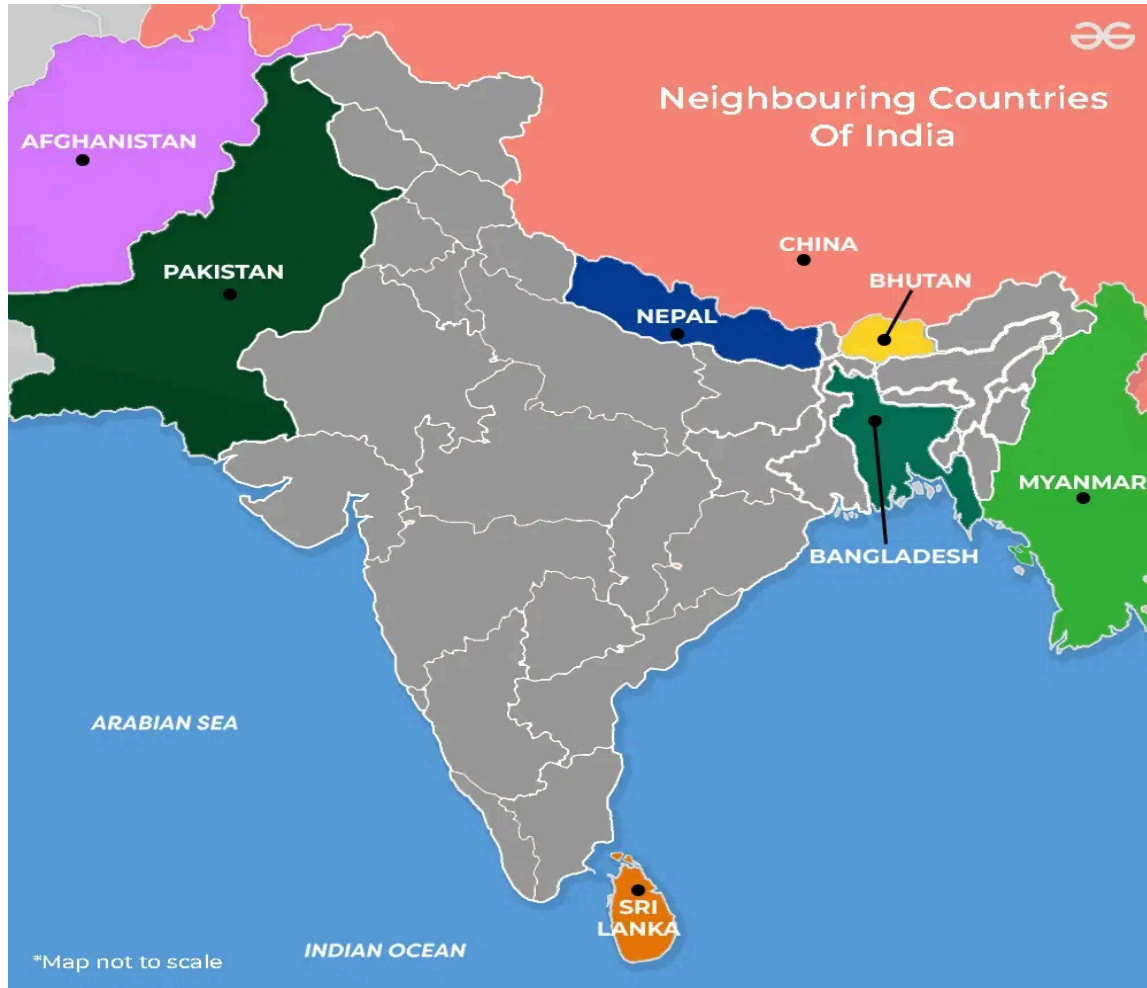 Neighbouring Countries
Of India
AFGHANISTAN
PAKISTAN
CHINA
BHUTAN
NEPAL
MYANMAR
BANGLADESH
ARABIAN SEA
SRI
LANKA
INDIAN OCEAN
*Map not to scale